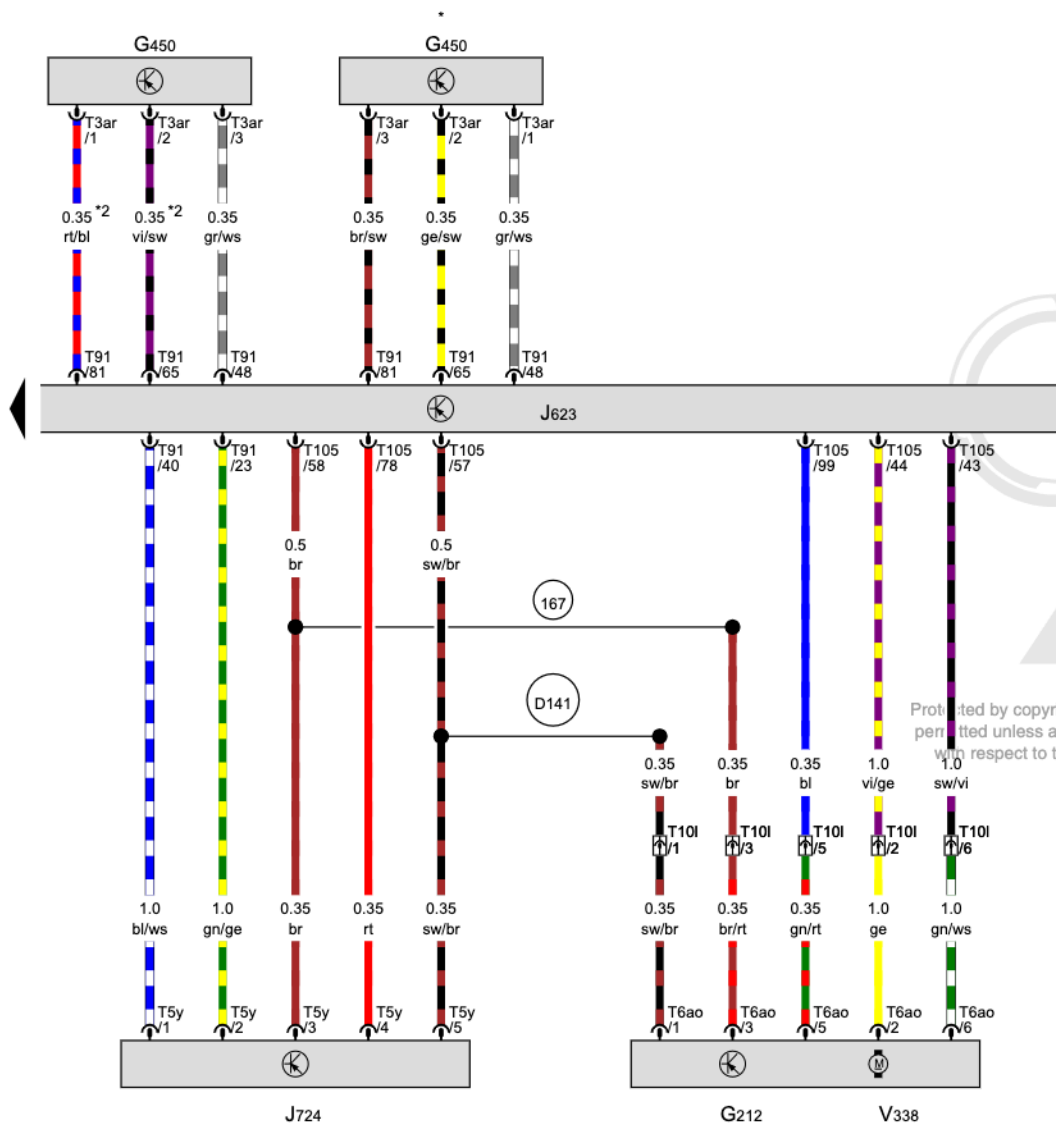 *
G450 G450
T3ar T3ar T3ar T3ar T3ar T3ar
/1 /2 /3 /3 /2 /1
0.35 *2 0.35 *2 0.35 0.35 0.35 0.35
rt/bl vi/sw gr/ws br/sw ge/sw gr/ws
T91 T91 T91 T91 T91 T91
/81 /65 /48 /81 /65 /48
J623
T91 T91 T105 T105 T105 T105 T105 T105
/40 /23 /58 /78 /57 /99 /44 /43
0.5 0.5
br sw/br
167
D141
Protected by copyr
permitted unless a
with respect to t
0.35 0.35 0.35 1.0 1.0
sw/br br bl vi/ge sw/vi
T10l T10l T10l T10l T10l
/1 /3 /5 /2 /6
1.0 1.0 0.35 0.35 0.35 0.35 0.35 0.35 1.0 1.0
bl/ws gn/ge br rt sw/br sw/br br/rt gn/rt ge gn/ws
T5y T5y T5y T5y T5y T6ao T6ao T6ao T6ao T6ao
/1 /2 /3 /4 /5 /1 /3 /5 /2 /6
M
J724 G212 V338